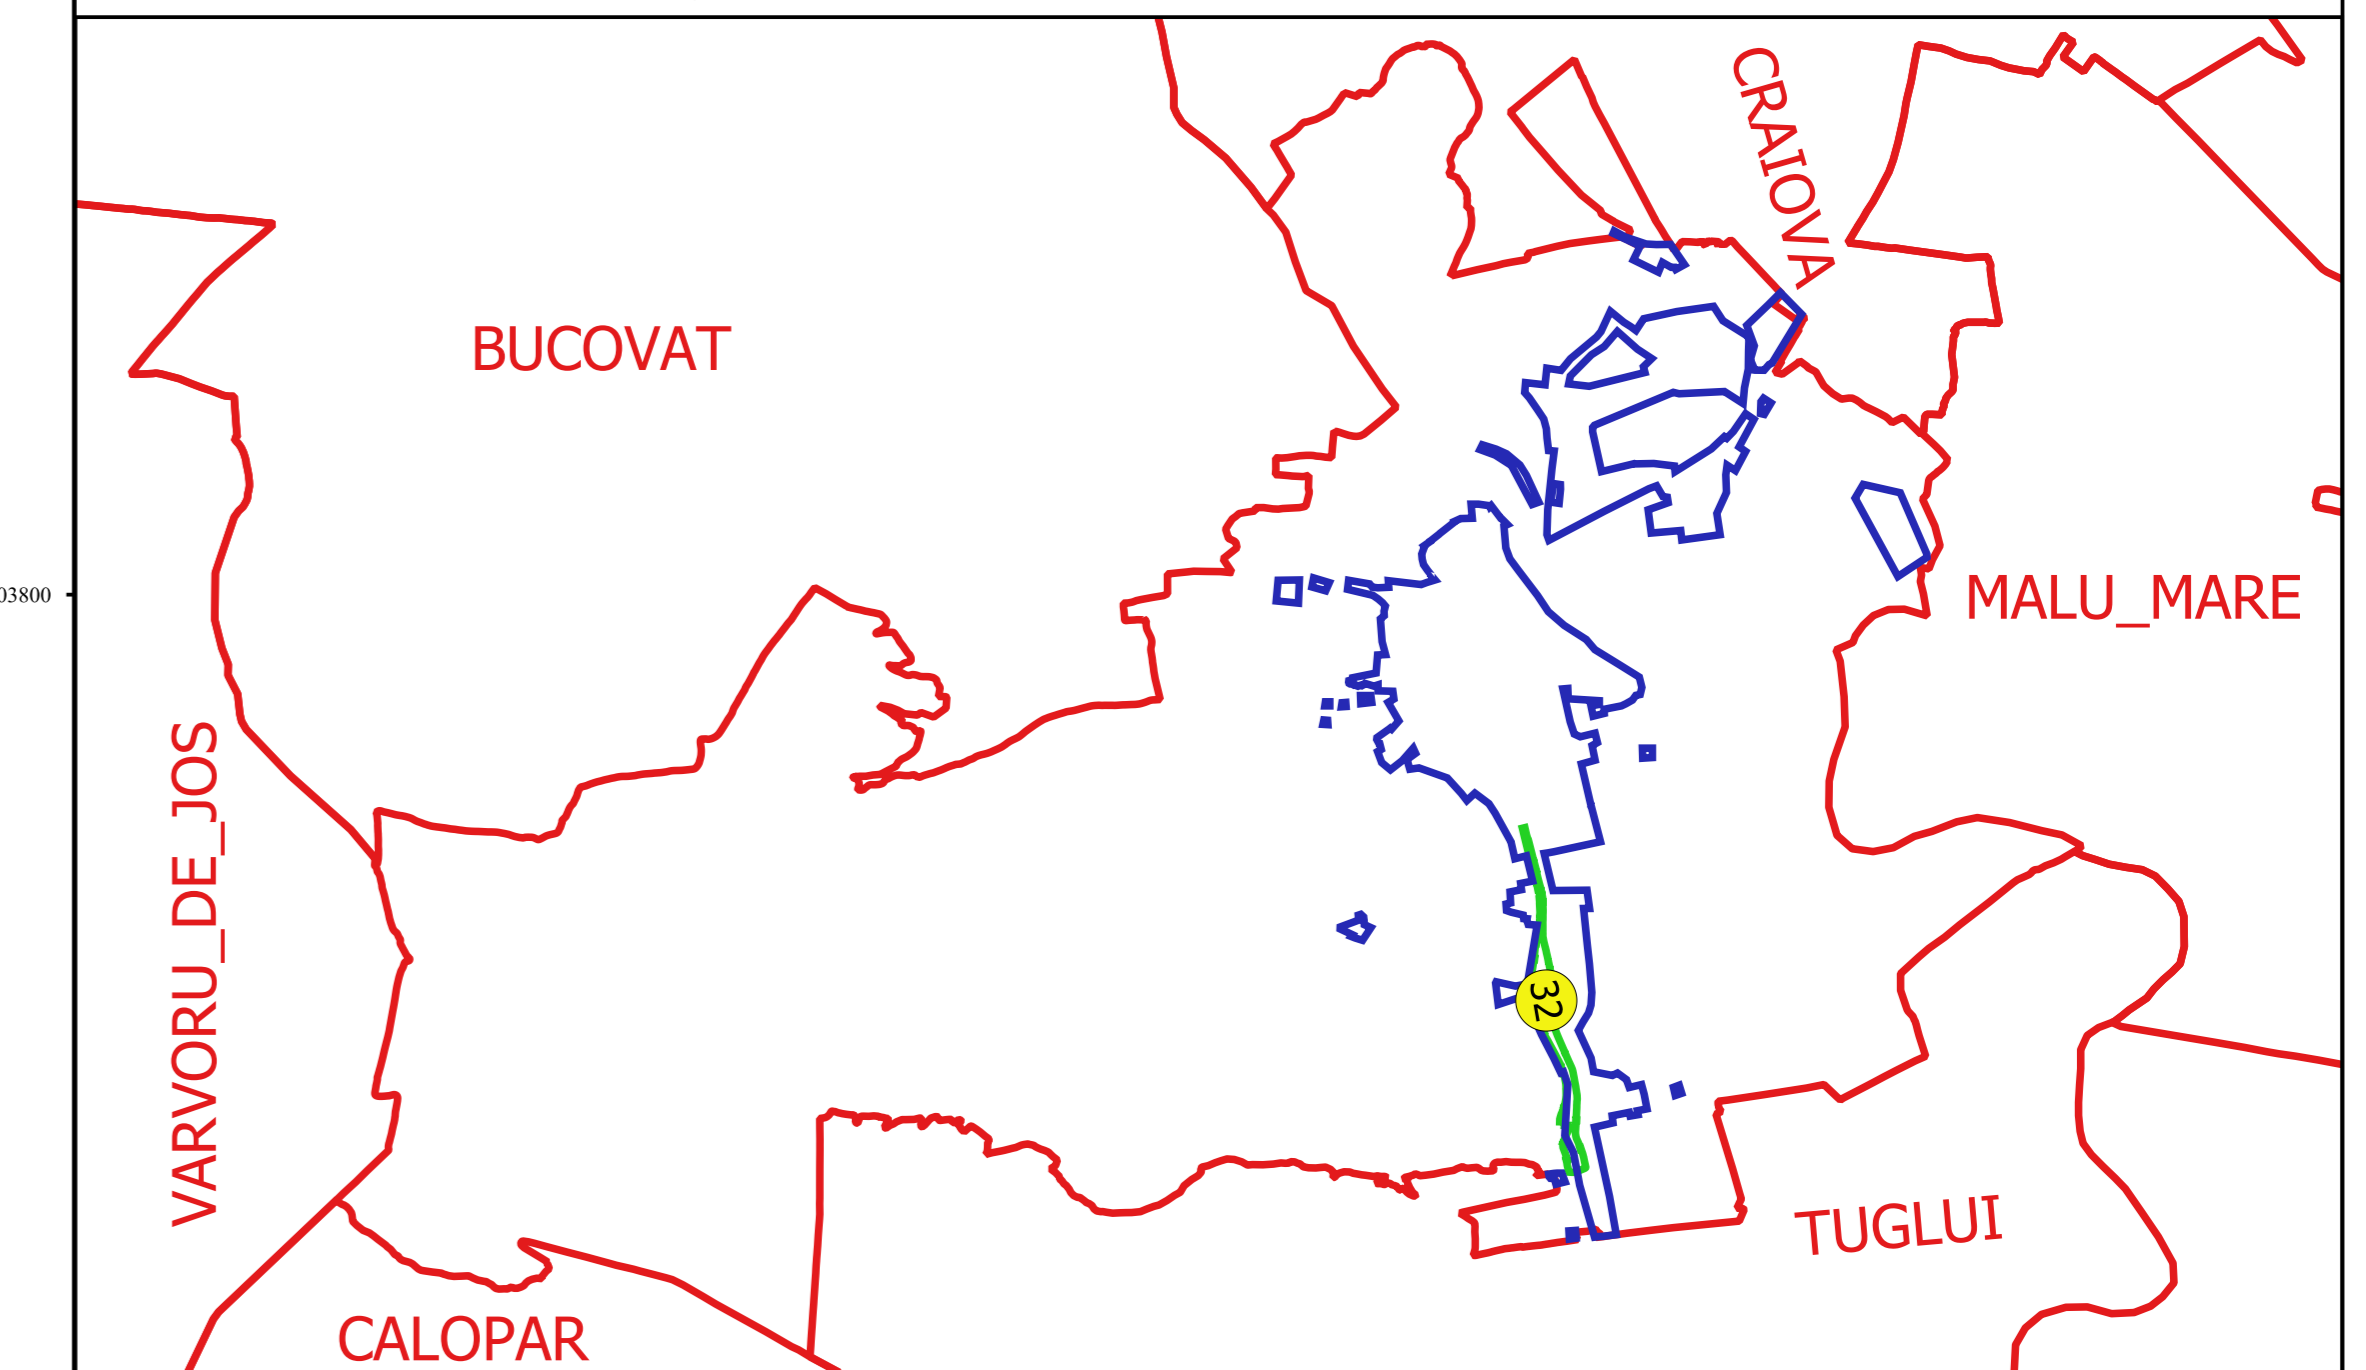 CRAIOVA
BUCOVAT
03800
MALU_MARE
VARVORU_DE_JOS
32
TUGLUI
CALOPAR